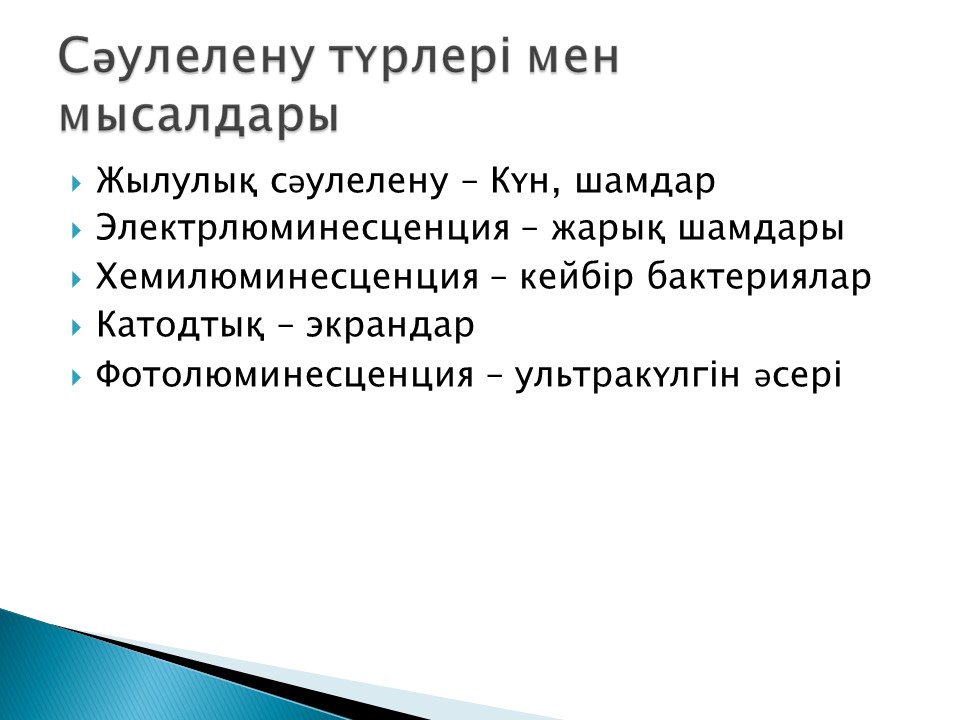 Сәулелену түрлері мен
мысалдары
Жылулық сәулелену – Күн, шамдар
Электрлюминесценция – жарық шамдары
Хемилюминесценция – кейбір бактериялар
Катодтық – экрандар
Фотолюминесценция – ультракүлгін әсері